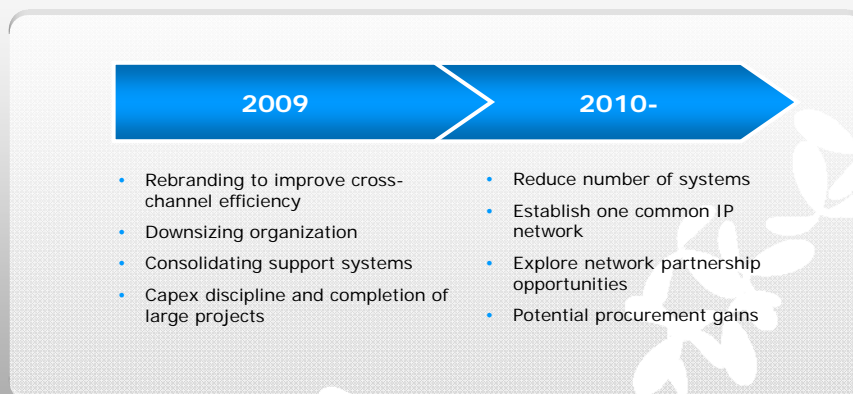 2009
2010-
• Rebranding to improve cross-
channel efficiency
• Downsizing organization
• Consolidating support systems
• Capex discipline and completion of
large projects
• Reduce number of systems
• Establish one common IP
network
• Explore network partnership
opportunities
• Potential procurement gains